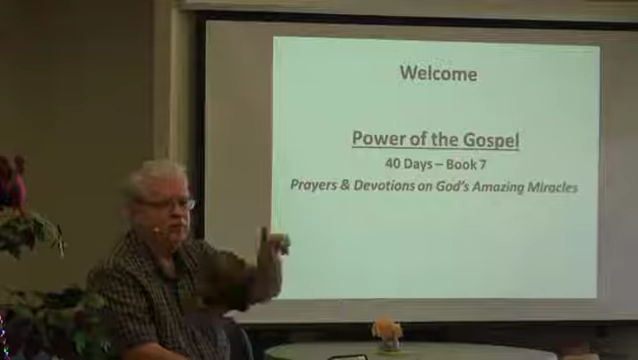 Welcome
Power of the Gospel
40 Days – Book 7
Prayers & Devotions on God's Amazing Miracles